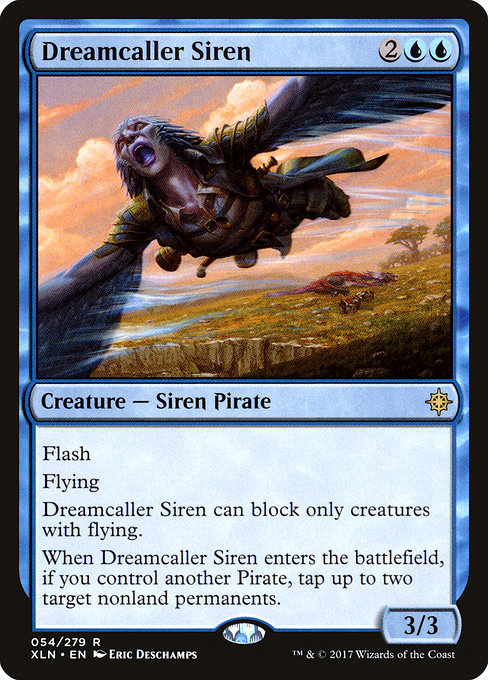 Dreamcaller Siren 2
Creature — Siren Pirate
Flash
Flying
Dreamcaller Siren can block only creatures
with flying.
When Dreamcaller Siren enters the battlefield,
if you control another Pirate, tap up to two
target nonland permanents.
3/3
054/279 R
XLN • EN Eric Deschamps
™ & © 2017 Wizards of the Coast